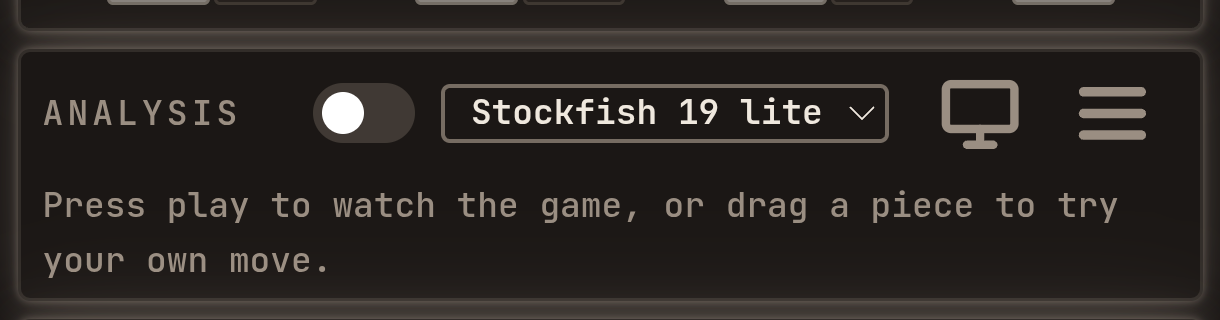 ANALYSIS
Stockfish 19 lite
Press play to watch the game, or drag a piece to try
your own move.